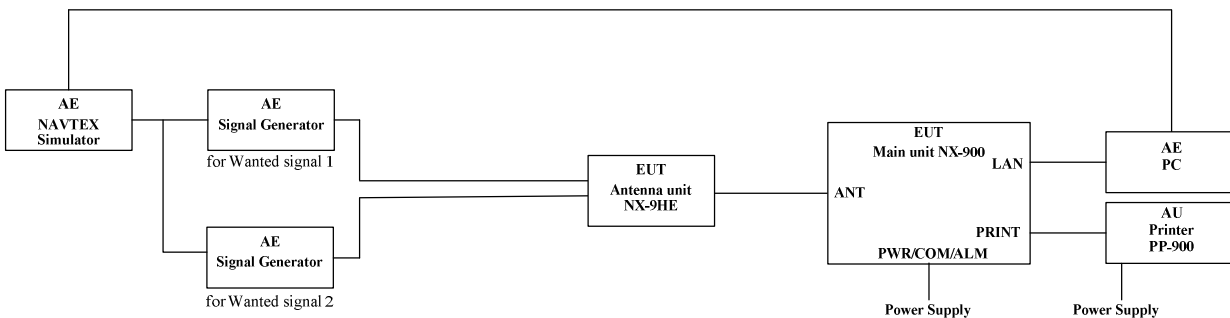 AE
NAVTEX
Simulator
AE
Signal Generator
for Wanted signal 1
AE
Signal Generator
for Wanted signal 2
EUT
Antenna unit
NX-9HE
EUT
Main unit NX-900
LAN
ANT
PRINT
PWR/COM/ALM
Power Supply
AE
PC
AU
Printer
PP-900
Power Supply